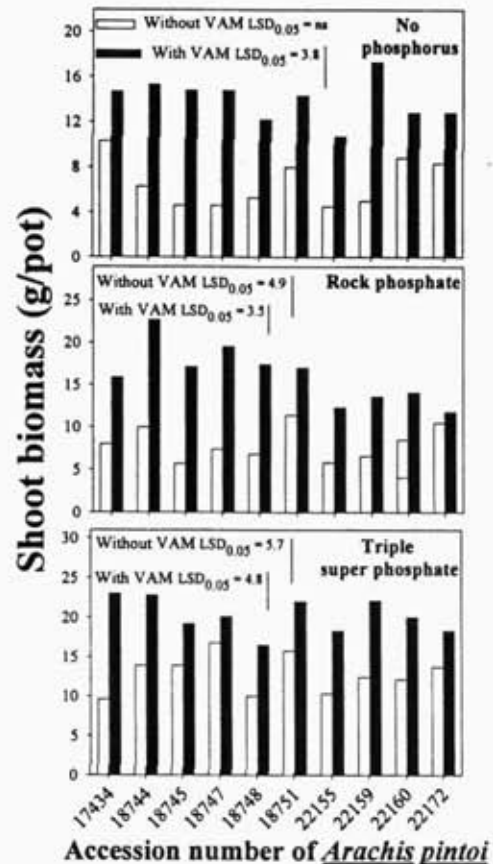 Shoot biomass (g/pot)
Without VAM LSD0.05 = ns
With VAM LSD0.05 = 3.8
No
phosphorus
20
16
12
8
4
0
Without VAM LSD0.05 = 4.9
With VAM LSD0.05 = 3.5
Rock phosphate
25
20
15
10
5
0
Without VAM LSD0.05 = 5.7
With VAM LSD0.05 = 4.8
Triple
super phosphate
30
25
20
15
10
5
0
17434
18744
18745
18747
18748
18751
22155
22159
22160
22172
Accession number of Arachis pintoi